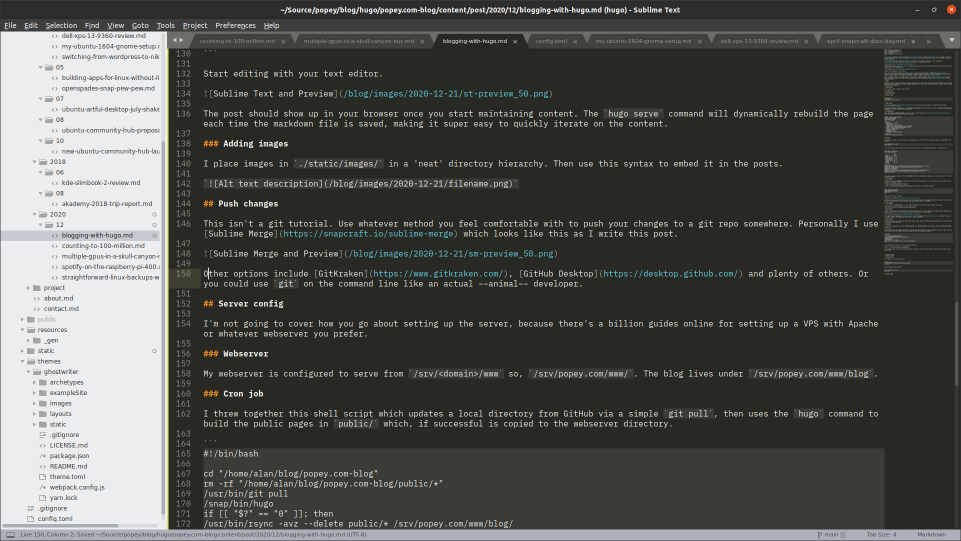 ~/Source/popey/blog/hugo/popey.com-blog/content/post/2020/12/blogging-with-hugo.md (hugo) - Sublime Text
File Edit Selection Find View Goto Tools Project Preferences Help
counting-to-100-million.md
multiple-gpus-in-a-skull-canyon-nuc.md
blogging-with-hugo.md
config.toml
my-ubuntu-1604-gnome-setup.md
dell-xps-13-9360-review.md
april-snapcraft-docs-day.md
dell-xps-13-9360-review.md
my-ubuntu-1604-gnome-setup.r
switching-from-wordpress-to-nik
05
building-apps-for-linux-without-li
openspades-snap-pew-pew.md
07
ubuntu-artful-desktop-july-shake
08
ubuntu-community-hub-proposa
10
new-ubuntu-community-hub-lau
2018
06
kde-slimbook-2-review.md
08
akademy-2018-trip-report.md
2020
12
blogging-with-hugo.md
counting-to-100-million.md
multiple-gpus-in-a-skull-canyon-r
spotify-on-the-raspberry-pi-400.r
straightforward-linux-backups-w
project
about.md
contact.md
public
resources
_gen
static
themes
ghostwriter
archetypes
exampleSite
images
layouts
static
.gitignore
LICENSE.md
package.json
README.md
theme.toml
webpack.config.js
yarn.lock
.gitignore
config.toml
130 ```
131
132 Start editing with your text editor.
133
134 ![Sublime Text and Preview](/blog/images/2020-12-21/st-preview_50.png)
135
136 The post should show up in your browser once you start maintaining content. The `hugo serve` command will dynamically rebuild the page
each time the markdown file is saved, making it super easy to quickly iterate on the content.
137
138 ### Adding images
139
140 I place images in `./static/images/` in a 'neat' directory hierarchy. Then use this syntax to embed it in the posts.
141
142 `![Alt text description](/blog/images/2020-12-21/filename.png)`
143
144 ## Push changes
145
146 This isn't a git tutorial. Use whatever method you feel comfortable with to push your changes to a git repo somewhere. Personally I use
[Sublime Merge](https://snapcraft.io/sublime-merge) which looks like this as I write this post.
147
148 ![Sublime Merge and Preview](/blog/images/2020-12-21/sm-preview_50.png)
149
150 Other options include [GitKraken](https://www.gitkraken.com/), [GitHub Desktop](https://desktop.github.com/) and plenty of others. Or
you could use `git` on the command line like an actual ~~animal~~ developer.
151
152 ## Server config
153
154 I'm not going to cover how you go about setting up the server, because there's a billion guides online for setting up a VPS with Apache
or whatever webserver you prefer.
155
156 ### Webserver
157
158 My webserver is configured to serve from `/srv/<domain>/www` so, `/srv/popey.com/www/`. The blog lives under `/srv/popey.com/www/blog`.
159
160 ### Cron job
161
162 I threw together this shell script which updates a local directory from GitHub via a simple `git pull`, then uses the `hugo` command to
build the public pages in `public/` which, if successful is copied to the webserver directory.
163
164 ```
165 #!/bin/bash
166
167 cd "/home/alan/blog/popey.com-blog"
168 rm -rf "/home/alan/blog/popey.com-blog/public/*"
169 /usr/bin/git pull
170 /snap/bin/hugo
171 if [[ "$?" == "0" ]]; then
172 /usr/bin/rsync -avz --delete public/* /srv/popey.com/www/blog/
Line 150, Column 2; Saved ~/Source/popey/blog/hugo/popey.com-blog/content/post/2020/12/blogging-with-hugo.md (UTF-8)
main
Tab Size: 4
Markdown